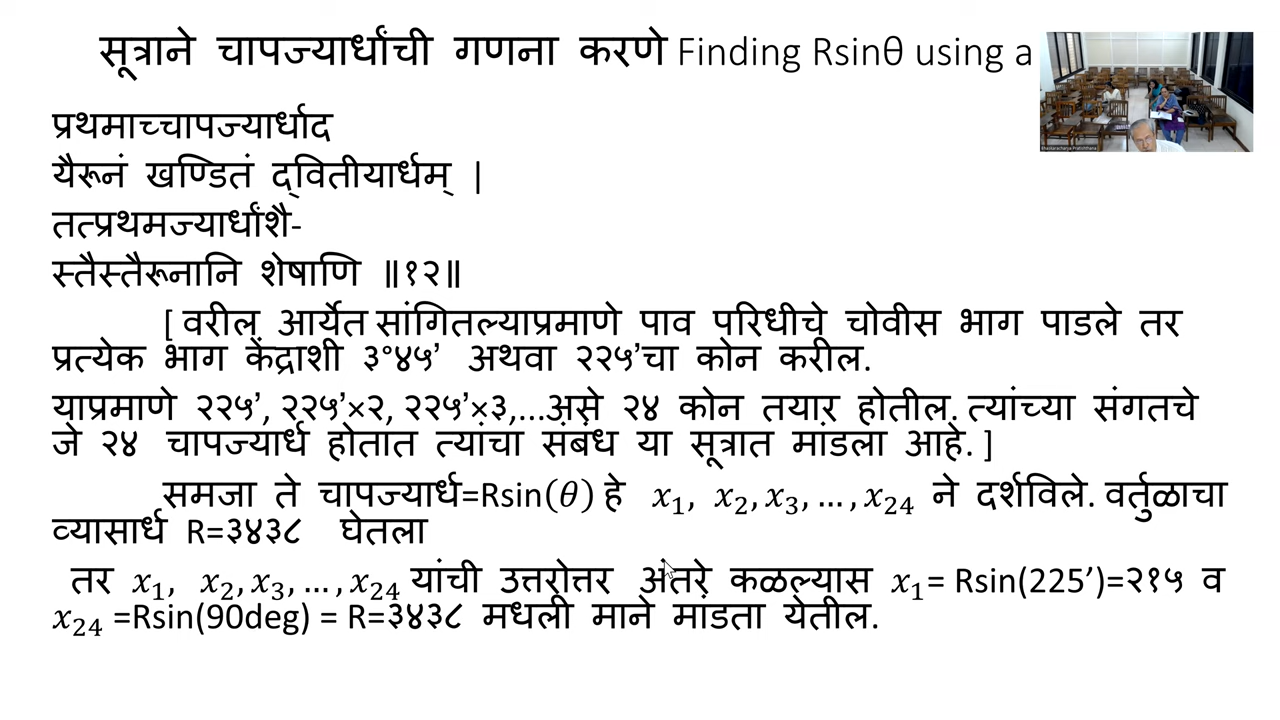 सूत्राने चापज्यार्धांची गणना करणे Finding Rsinθ using a
प्रथमाच्चापज्यार्धाद
यैरूनं खण्डितं द्वितीयार्धम् |
तत्प्रथमज्यार्धांशै-
स्तैस्तैरूनानि शेषाणि ॥१२॥
[ वरील आर्येत सांगितल्याप्रमाणे पाव परिधीचे चोवीस भाग पाडले तर
प्रत्येक भाग केंद्राशी ३°४५’ अथवा २२५’चा कोन करील.
याप्रमाणे २२५’, २२५’×२, २२५’×३,...असे २४ कोन तयार होतील. त्यांच्या संगतचे
जे २४ चापज्यार्ध होतात त्यांचा संबंध या सूत्रात मांडला आहे. ]
समजा ते चापज्यार्ध=Rsin(θ) हे x₁, x₂, x₃, … , x₂₄ ने दर्शविले. वर्तुळाचा
व्यासार्ध R=३४३८ घेतला
तर x₁, x₂, x₃, … , x₂₄ यांची उत्तरोत्तर अंतरे कळल्यास x₁= Rsin(225’)=२१५ व
x₂₄ =Rsin(90deg) = R=३४३८ मधली माने मांडता येतील.
Bhaskaracharya Pratishthana